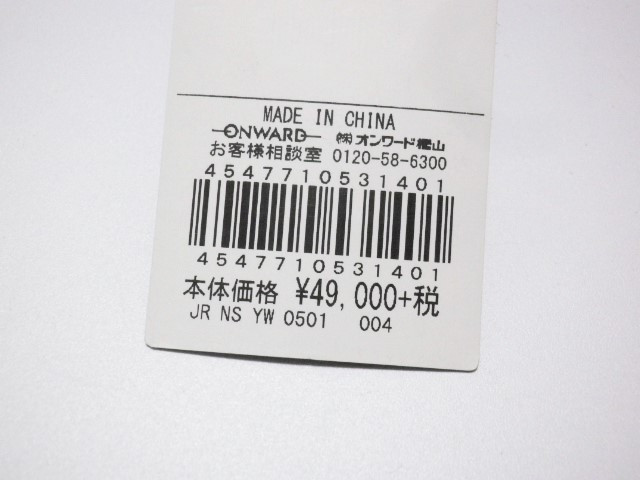 MADE IN CHINA
ONWARD ㈱オンワード樫山
お客様相談室 0120-58-6300
4547710531401
4547710531401
本体価格 ¥49,000+税
JR NS YW 0501 004